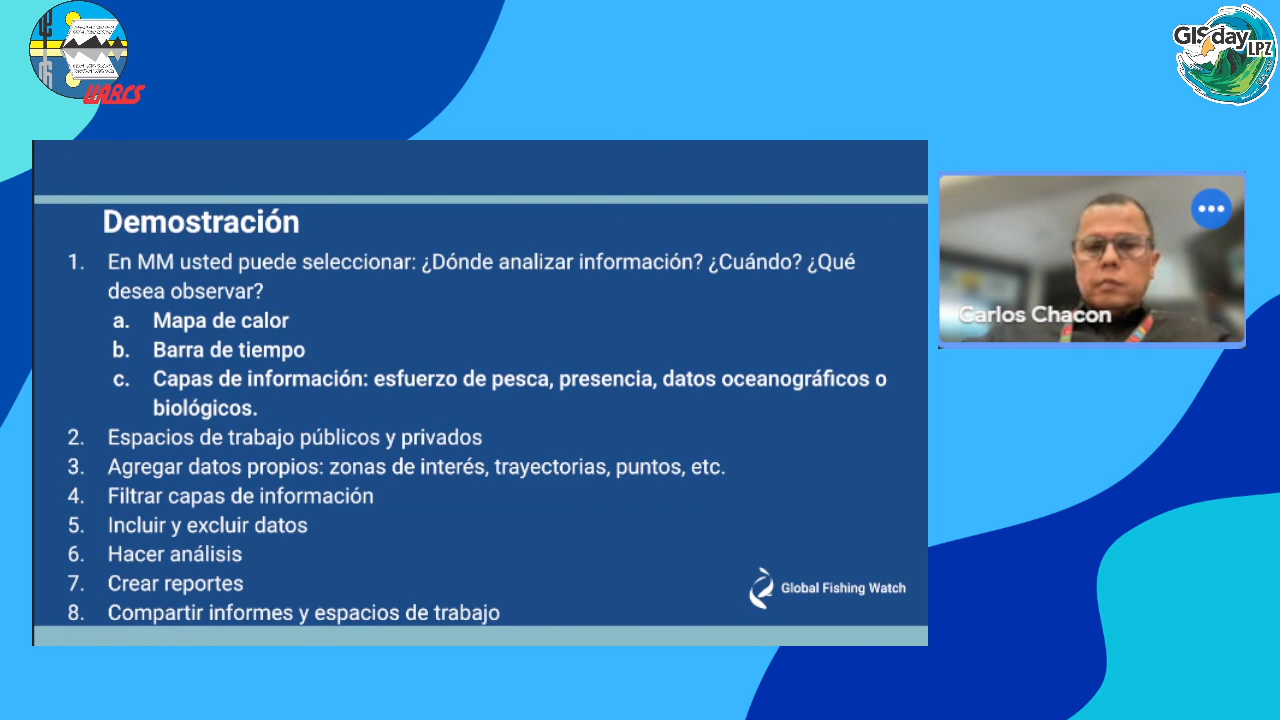 UABCS
GISday
LPZ
Demostración
1. En MM usted puede seleccionar: ¿Dónde analizar información? ¿Cuándo? ¿Qué
desea observar?
a. Mapa de calor
b. Barra de tiempo
c. Capas de información: esfuerzo de pesca, presencia, datos oceanográficos o
biológicos.
2. Espacios de trabajo públicos y privados
3. Agregar datos propios: zonas de interés, trayectorias, puntos, etc.
4. Filtrar capas de información
5. Incluir y excluir datos
6. Hacer análisis
7. Crear reportes
8. Compartir informes y espacios de trabajo
Global Fishing Watch
Carlos Chacon